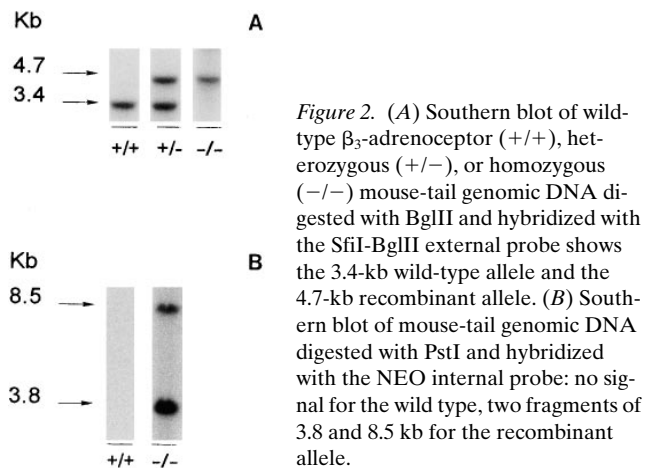 Kb
A
4.7
3.4
+/+ +/- -/-
Kb
B
8.5
3.8
+/+ -/-
Figure 2. (A) Southern blot of wild-
type β₃-adrenoceptor (+/+), het-
erozygous (+/−), or homozygous
(−/−) mouse-tail genomic DNA di-
gested with BglII and hybridized with
the SfiI-BglII external probe shows
the 3.4-kb wild-type allele and the
4.7-kb recombinant allele. (B) South-
ern blot of mouse-tail genomic DNA
digested with PstI and hybridized
with the NEO internal probe: no sig-
nal for the wild type, two fragments of
3.8 and 8.5 kb for the recombinant
allele.